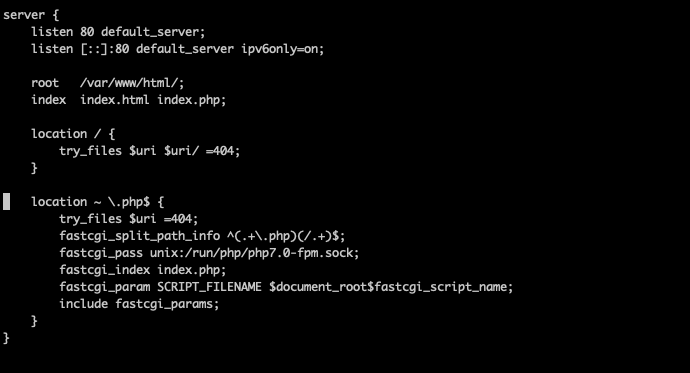 server {
    listen 80 default_server;
    listen [::]:80 default_server ipv6only=on;

    root   /var/www/html/;
    index  index.html index.php;

    location / {
        try_files $uri $uri/ =404;
    }

    location ~ \.php$ {
        try_files $uri =404;
        fastcgi_split_path_info ^(.+\.php)(/.+)$;
        fastcgi_pass unix:/run/php/php7.0-fpm.sock;
        fastcgi_index index.php;
        fastcgi_param SCRIPT_FILENAME $document_root$fastcgi_script_name;
        include fastcgi_params;
    }
}